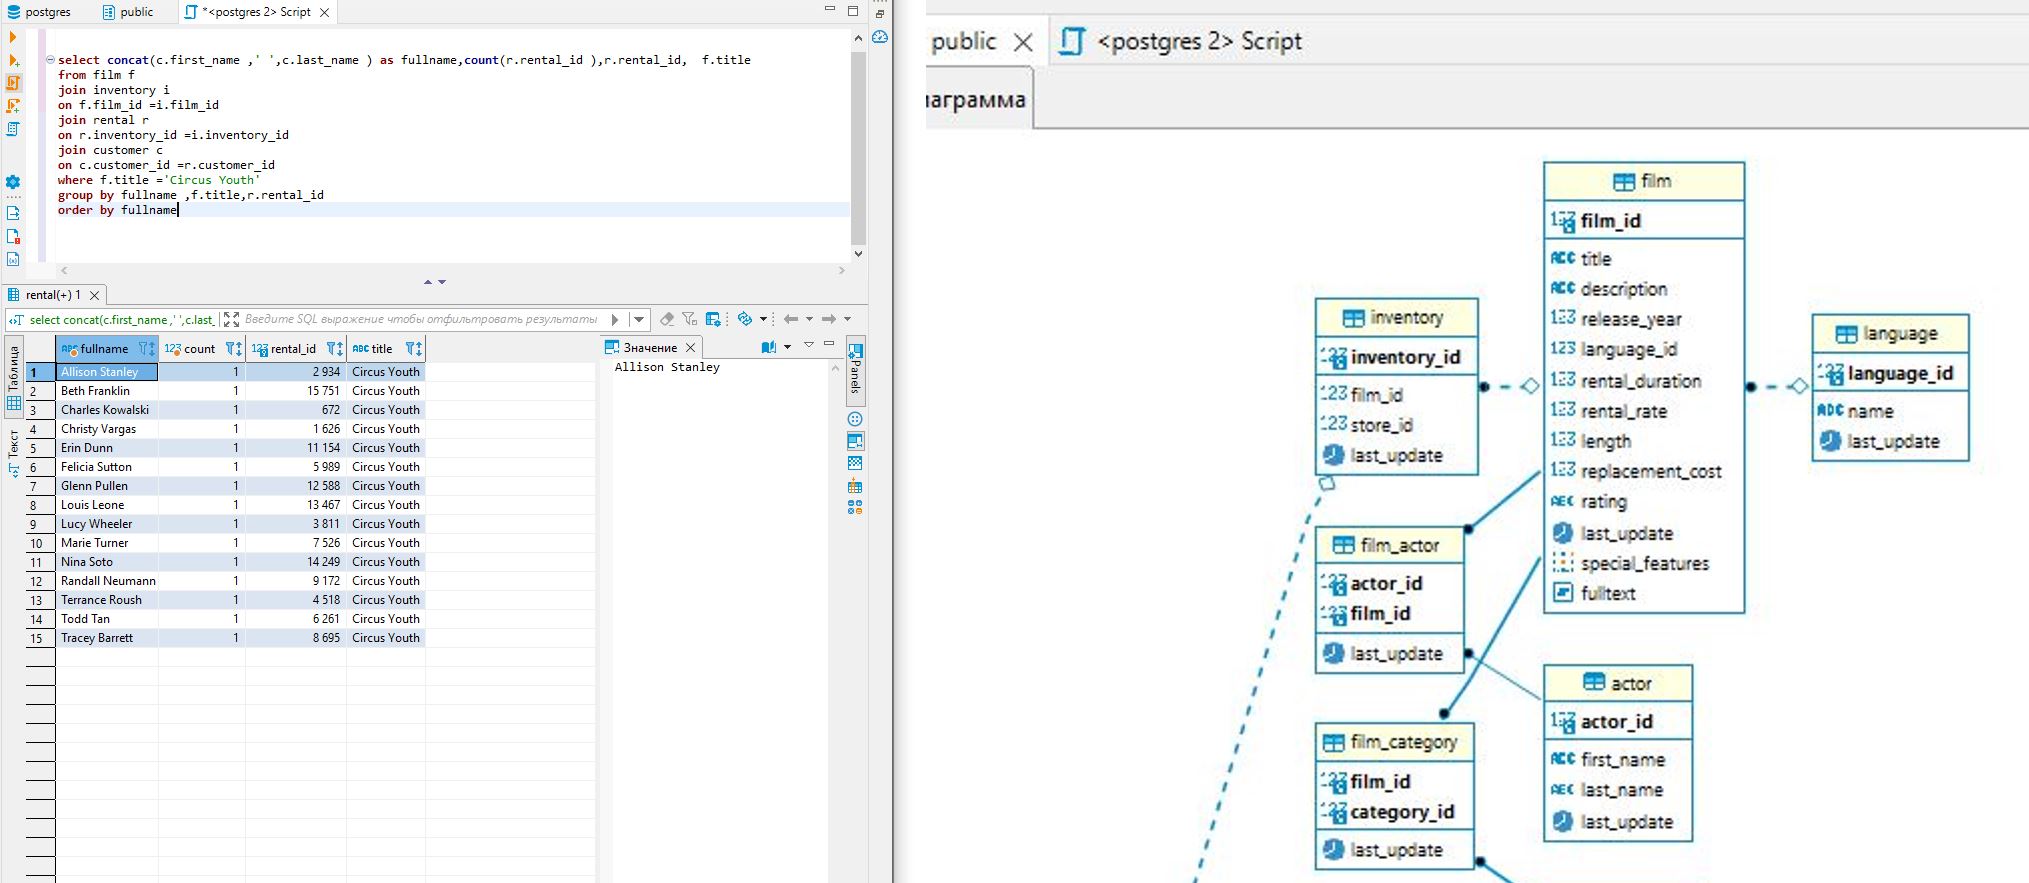 postgres
public
*<postgres 2> Script
select concat(c.first_name ,' ',c.last_name ) as fullname,count(r.rental_id ),r.rental_id,  f.title
from film f
join inventory i
on f.film_id =i.film_id
join rental r
on r.inventory_id =i.inventory_id
join customer c
on c.customer_id =r.customer_id
where f.title ='Circus Youth'
group by fullname ,f.title,r.rental_id
order by fullname
rental(+) 1
select concat(c.first_name ,' ',c.last_
Введите SQL выражение чтобы отфильтровать результаты
Таблица
Текст
fullname count rental_id title
1 Allison Stanley 1 2 934 Circus Youth
2 Beth Franklin 1 15 751 Circus Youth
3 Charles Kowalski 1 672 Circus Youth
4 Christy Vargas 1 1 626 Circus Youth
5 Erin Dunn 1 11 154 Circus Youth
6 Felicia Sutton 1 5 989 Circus Youth
7 Glenn Pullen 1 12 588 Circus Youth
8 Louis Leone 1 13 467 Circus Youth
9 Lucy Wheeler 1 3 811 Circus Youth
10 Marie Turner 1 7 526 Circus Youth
11 Nina Soto 1 14 249 Circus Youth
12 Randall Neumann 1 9 172 Circus Youth
13 Terrance Roush 1 4 518 Circus Youth
14 Todd Tan 1 6 261 Circus Youth
15 Tracey Barrett 1 8 695 Circus Youth
Значение
Allison Stanley
Panels
public
<postgres 2> Script
лаграмма
film
film_id
title
description
release_year
language_id
rental_duration
rental_rate
length
replacement_cost
rating
last_update
special_features
fulltext
inventory
inventory_id
film_id
store_id
last_update
language
language_id
name
last_update
film_actor
actor_id
film_id
last_update
actor
actor_id
first_name
last_name
last_update
film_category
film_id
category_id
last_update